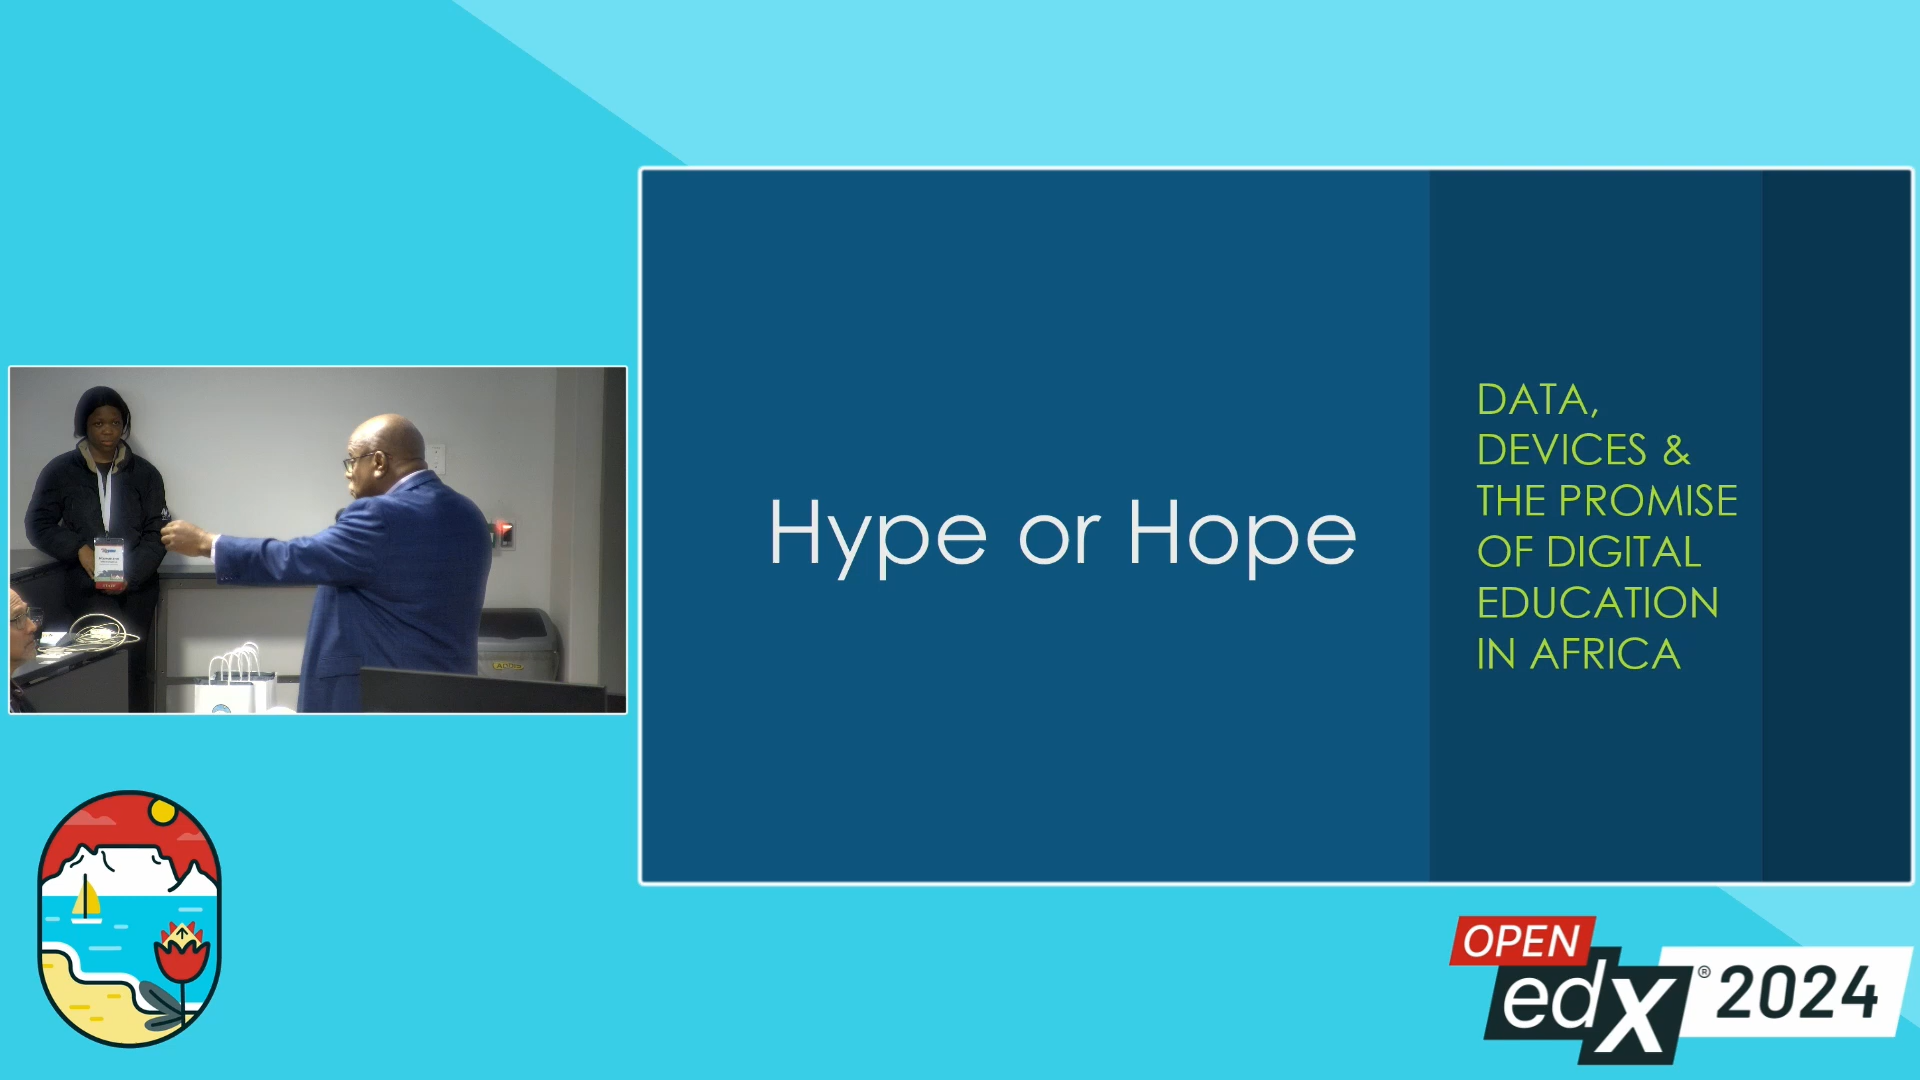 Hype or Hope
DATA,
DEVICES &
THE PROMISE
OF DIGITAL
EDUCATION
IN AFRICA
OPEN
edX® 2024